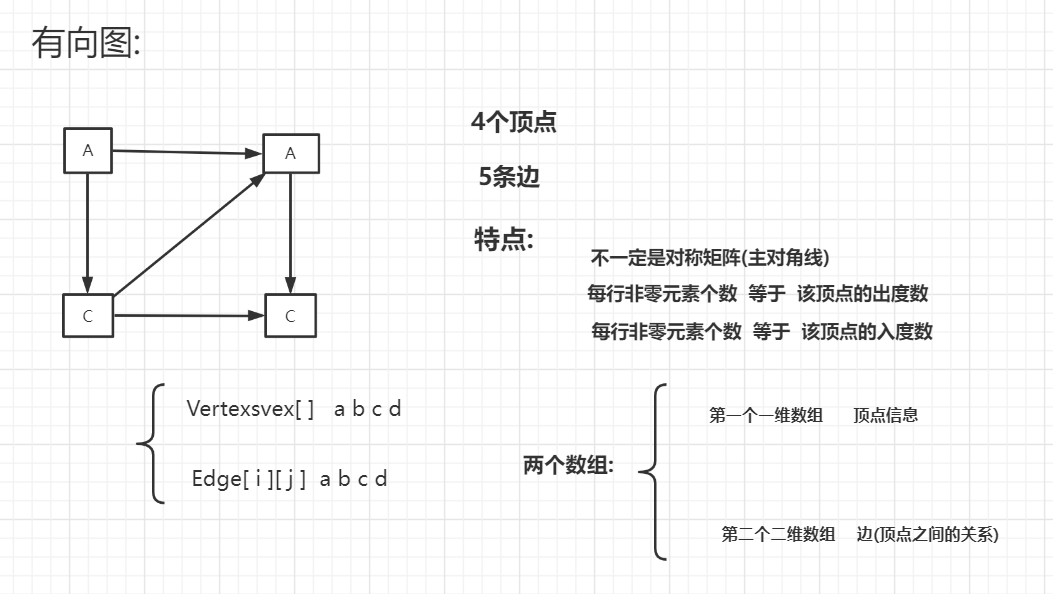 有向图:
A
A
C
C
4个顶点
5条边
特点:
不一定是对称矩阵(主对角线)
每行非零元素个数 等于 该顶点的出度数
每行非零元素个数 等于 该顶点的入度数
Vertexsvex[ ] a b c d
Edge[ i ][ j ] a b c d
两个数组:
第一个一维数组 顶点信息
第二个二维数组 边(顶点之间的关系)